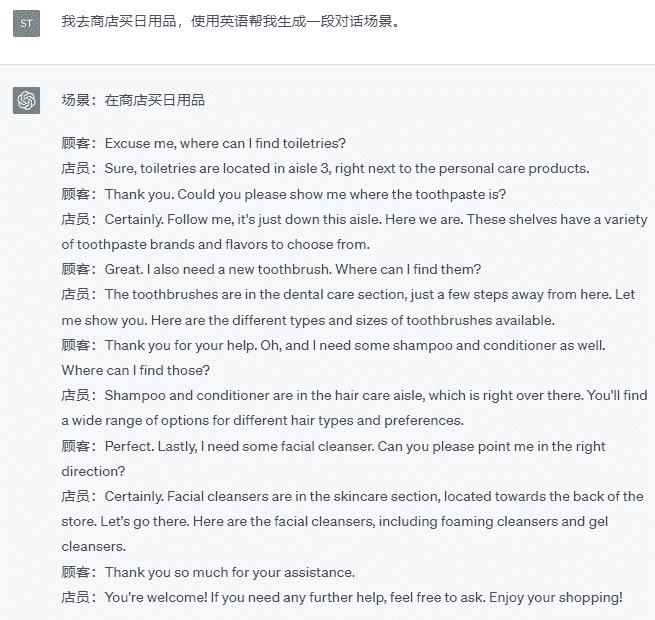 ST
我去商店买日用品，使用英语帮我生成一段对话场景。
场景：在商店买日用品
顾客：Excuse me, where can I find toiletries?
店员：Sure, toiletries are located in aisle 3, right next to the personal care products.
顾客：Thank you. Could you please show me where the toothpaste is?
店员：Certainly. Follow me, it's just down this aisle. Here we are. These shelves have a variety
of toothpaste brands and flavors to choose from.
顾客：Great. I also need a new toothbrush. Where can I find them?
店员：The toothbrushes are in the dental care section, just a few steps away from here. Let
me show you. Here are the different types and sizes of toothbrushes available.
顾客：Thank you for your help. Oh, and I need some shampoo and conditioner as well.
Where can I find those?
店员：Shampoo and conditioner are in the hair care aisle, which is right over there. You'll find
a wide range of options for different hair types and preferences.
顾客：Perfect. Lastly, I need some facial cleanser. Can you please point me in the right
direction?
店员：Certainly. Facial cleansers are in the skincare section, located towards the back of the
store. Let's go there. Here are the facial cleansers, including foaming cleansers and gel
cleansers.
顾客：Thank you so much for your assistance.
店员：You're welcome! If you need any further help, feel free to ask. Enjoy your shopping!